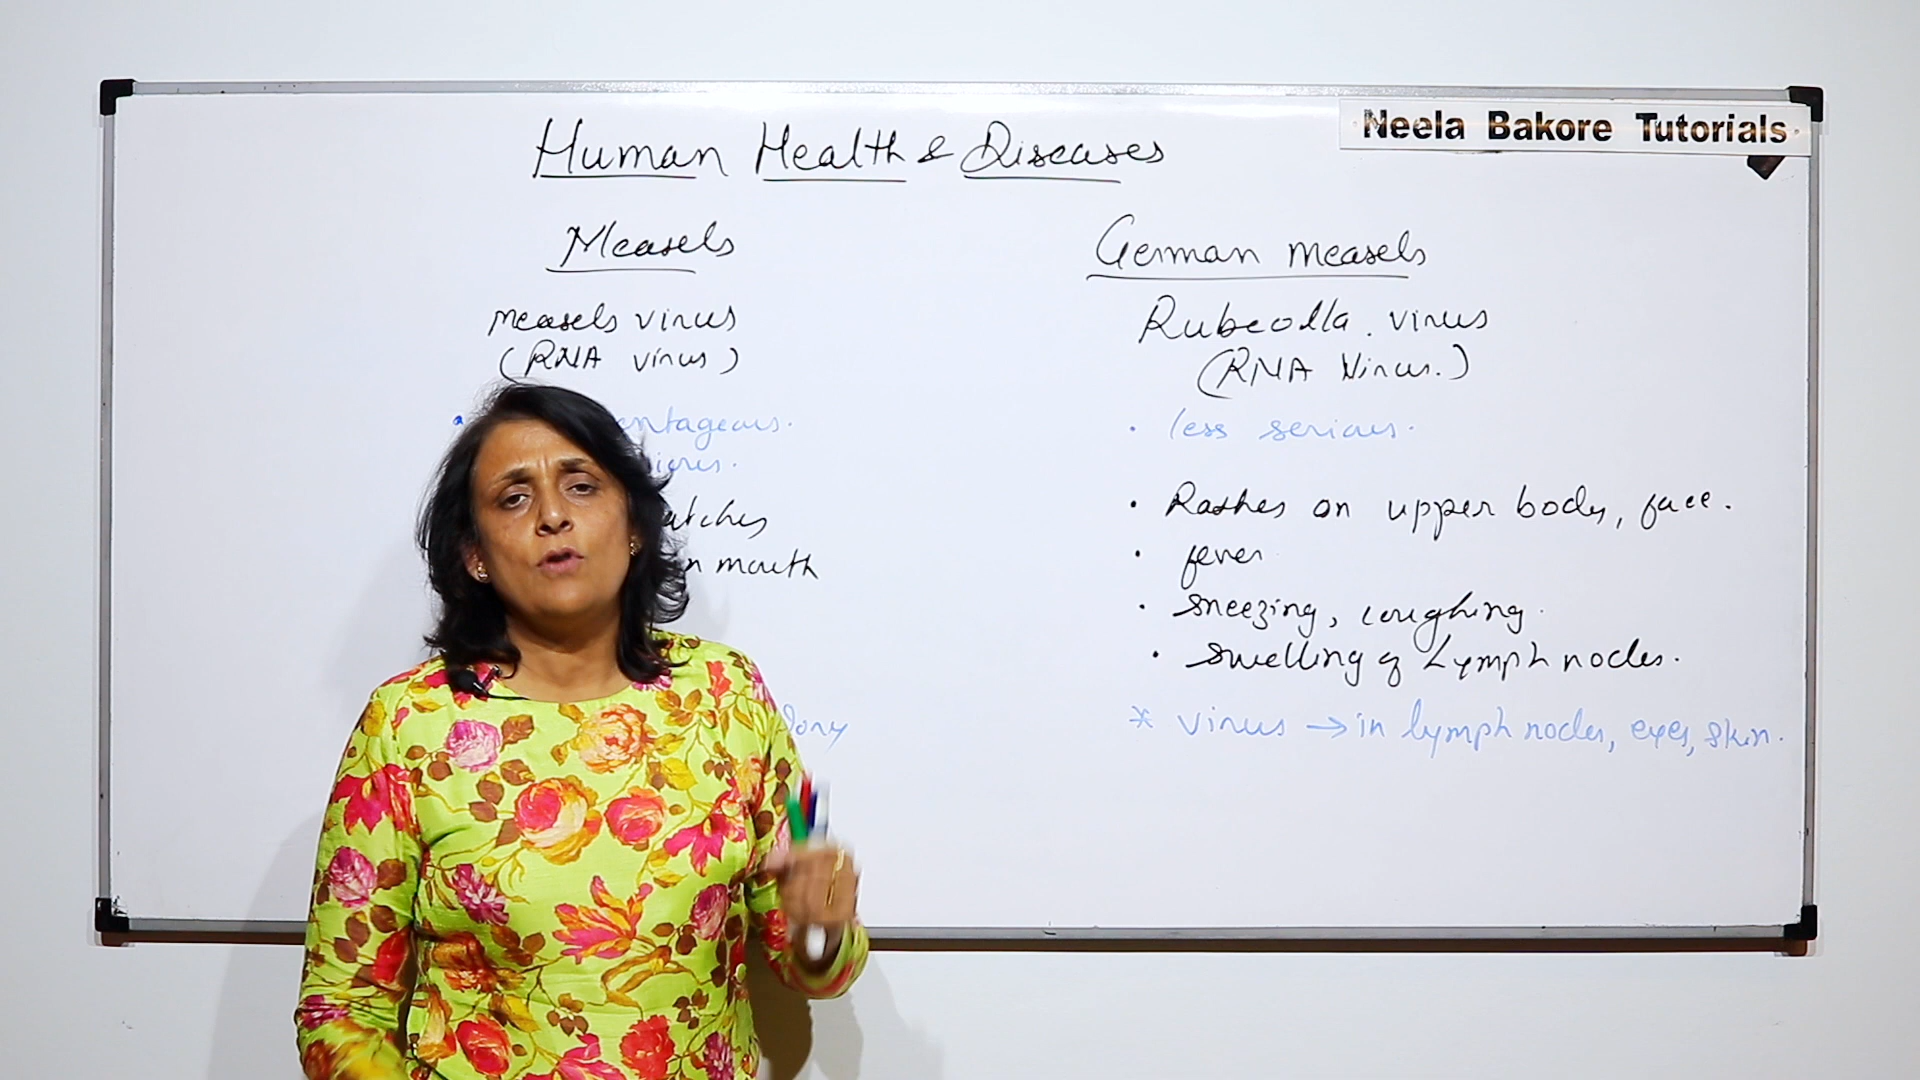 Neela Bakore Tutorials
Human Health & Diseases
Measels
measels virus
(RNA virus)
mouth
German measels
Rubeolla virus
(RNA Virus.)
· less serious.
· Rashes on upper body, face.
· fever
· sneezing, coughing.
· swelling of Lymph nodes.
* virus → in lymph nodes, eyes, skin.